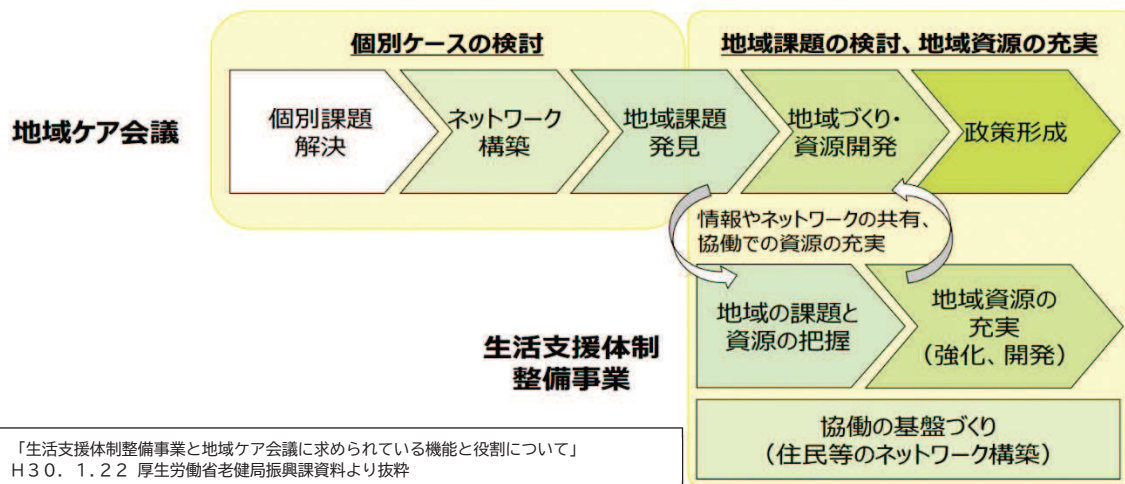 個別ケースの検討
地域課題の検討、地域資源の充実
地域ケア会議
個別課題
解決
ネットワーク
構築
地域課題
発見
地域づくり・
資源開発
政策形成
情報やネットワークの共有、
協働での資源の充実
生活支援体制
整備事業
地域の課題と
資源の把握
地域資源の
充実
（強化、開発）
協働の基盤づくり
（住民等のネットワーク構築）
「生活支援体制整備事業と地域ケア会議に求められている機能と役割について」
H30．1.22 厚生労働省老健局振興課資料より抜粋